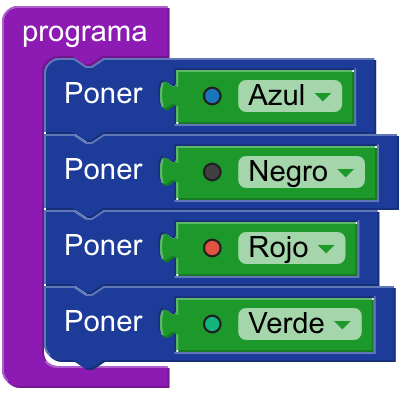 programa
Poner Azul
Poner Negro
Poner Rojo
Poner Verde